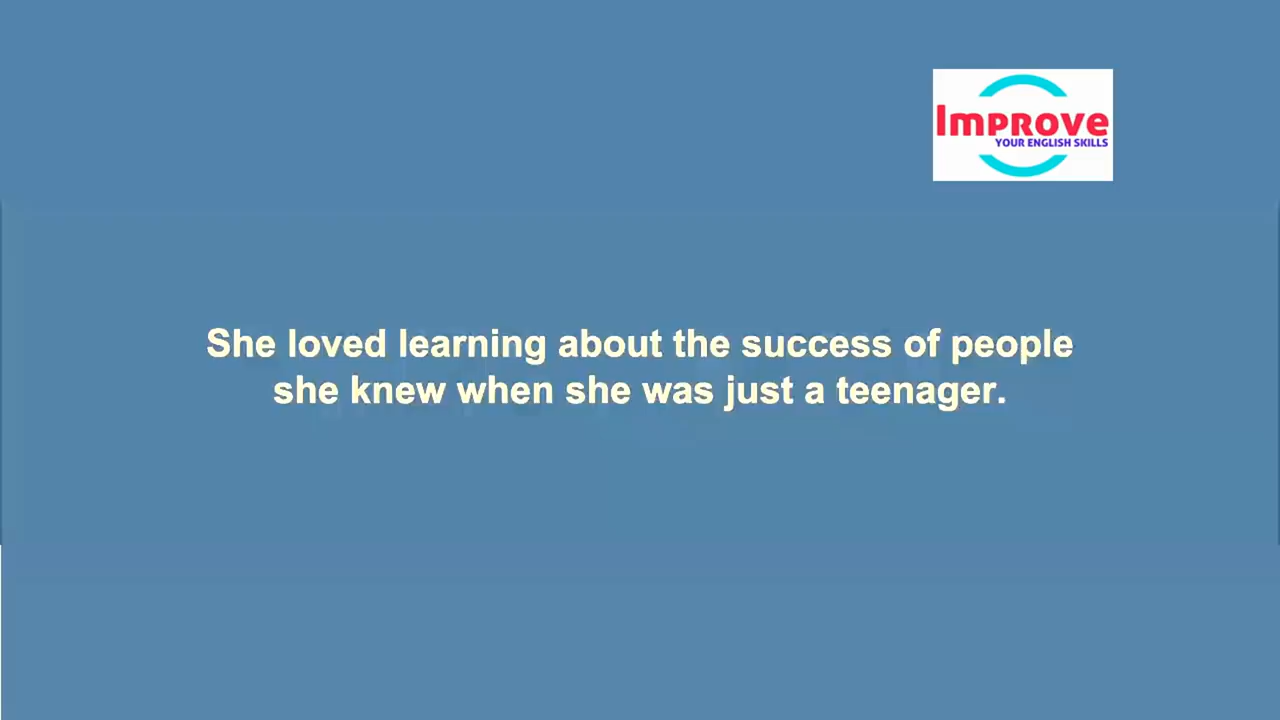 Improve
YOUR ENGLISH SKILLS
She loved learning about the success of people
she knew when she was just a teenager.